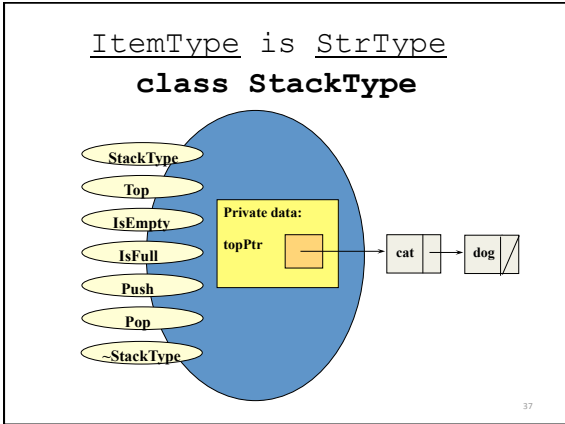 ItemType is StrType
class StackType
StackType
Top
IsEmpty
IsFull
Push
Pop
~StackType
Private data:
topPtr
cat
dog
37